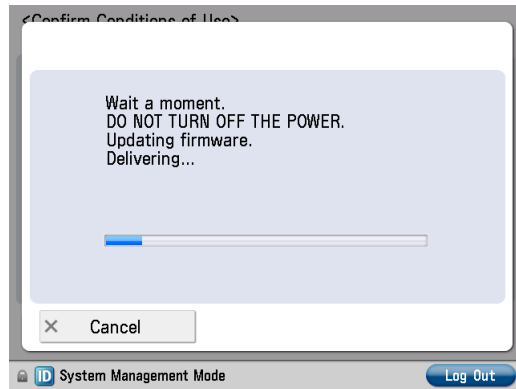 <Confirm Conditions of Use>
Wait a moment.
DO NOT TURN OFF THE POWER.
Updating firmware.
Delivering...
Cancel
ID System Management Mode
Log Out